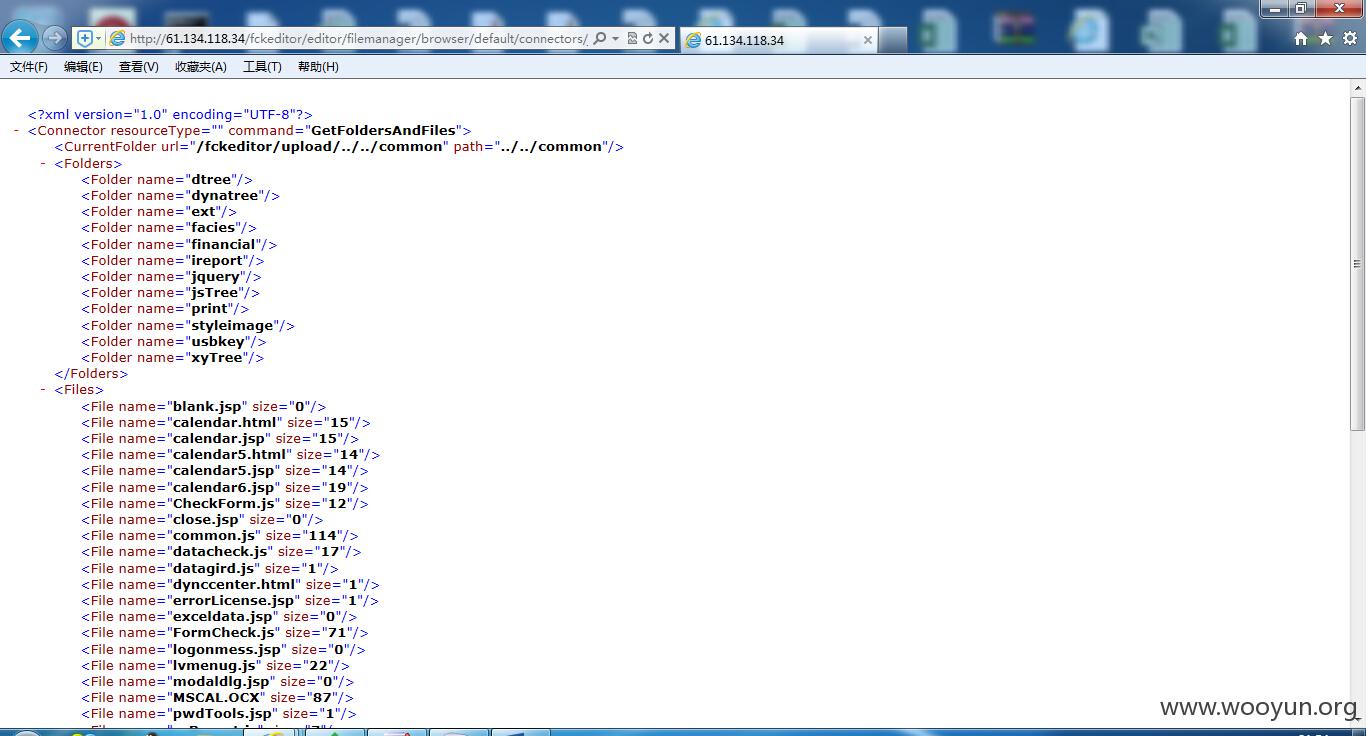 http://61.134.118.34/fckeditor/editor/filemanager/browser/default/connectors/
61.134.118.34
文件(F) 编辑(E) 查看(V) 收藏夹(A) 工具(T) 帮助(H)
<?xml version="1.0" encoding="UTF-8"?>
- <Connector resourceType="" command="GetFoldersAndFiles">
<CurrentFolder url="/fckeditor/upload/../../common" path="../../common"/>
- <Folders>
<Folder name="dtree"/>
<Folder name="dynatree"/>
<Folder name="ext"/>
<Folder name="facies"/>
<Folder name="financial"/>
<Folder name="ireport"/>
<Folder name="jquery"/>
<Folder name="jsTree"/>
<Folder name="print"/>
<Folder name="styleimage"/>
<Folder name="usbkey"/>
<Folder name="xyTree"/>
</Folders>
- <Files>
<File name="blank.jsp" size="0"/>
<File name="calendar.html" size="15"/>
<File name="calendar.jsp" size="15"/>
<File name="calendar5.html" size="14"/>
<File name="calendar5.jsp" size="14"/>
<File name="calendar6.jsp" size="19"/>
<File name="CheckForm.js" size="12"/>
<File name="close.jsp" size="0"/>
<File name="common.js" size="114"/>
<File name="datacheck.js" size="17"/>
<File name="datagird.js" size="1"/>
<File name="dynccenter.html" size="1"/>
<File name="errorLicense.jsp" size="1"/>
<File name="exceldata.jsp" size="0"/>
<File name="FormCheck.js" size="71"/>
<File name="logonmess.jsp" size="0"/>
<File name="lvmenug.js" size="22"/>
<File name="modaldlg.jsp" size="0"/>
<File name="MSCAL.OCX" size="87"/>
<File name="pwdTools.jsp" size="1"/>
www.wooyun.org